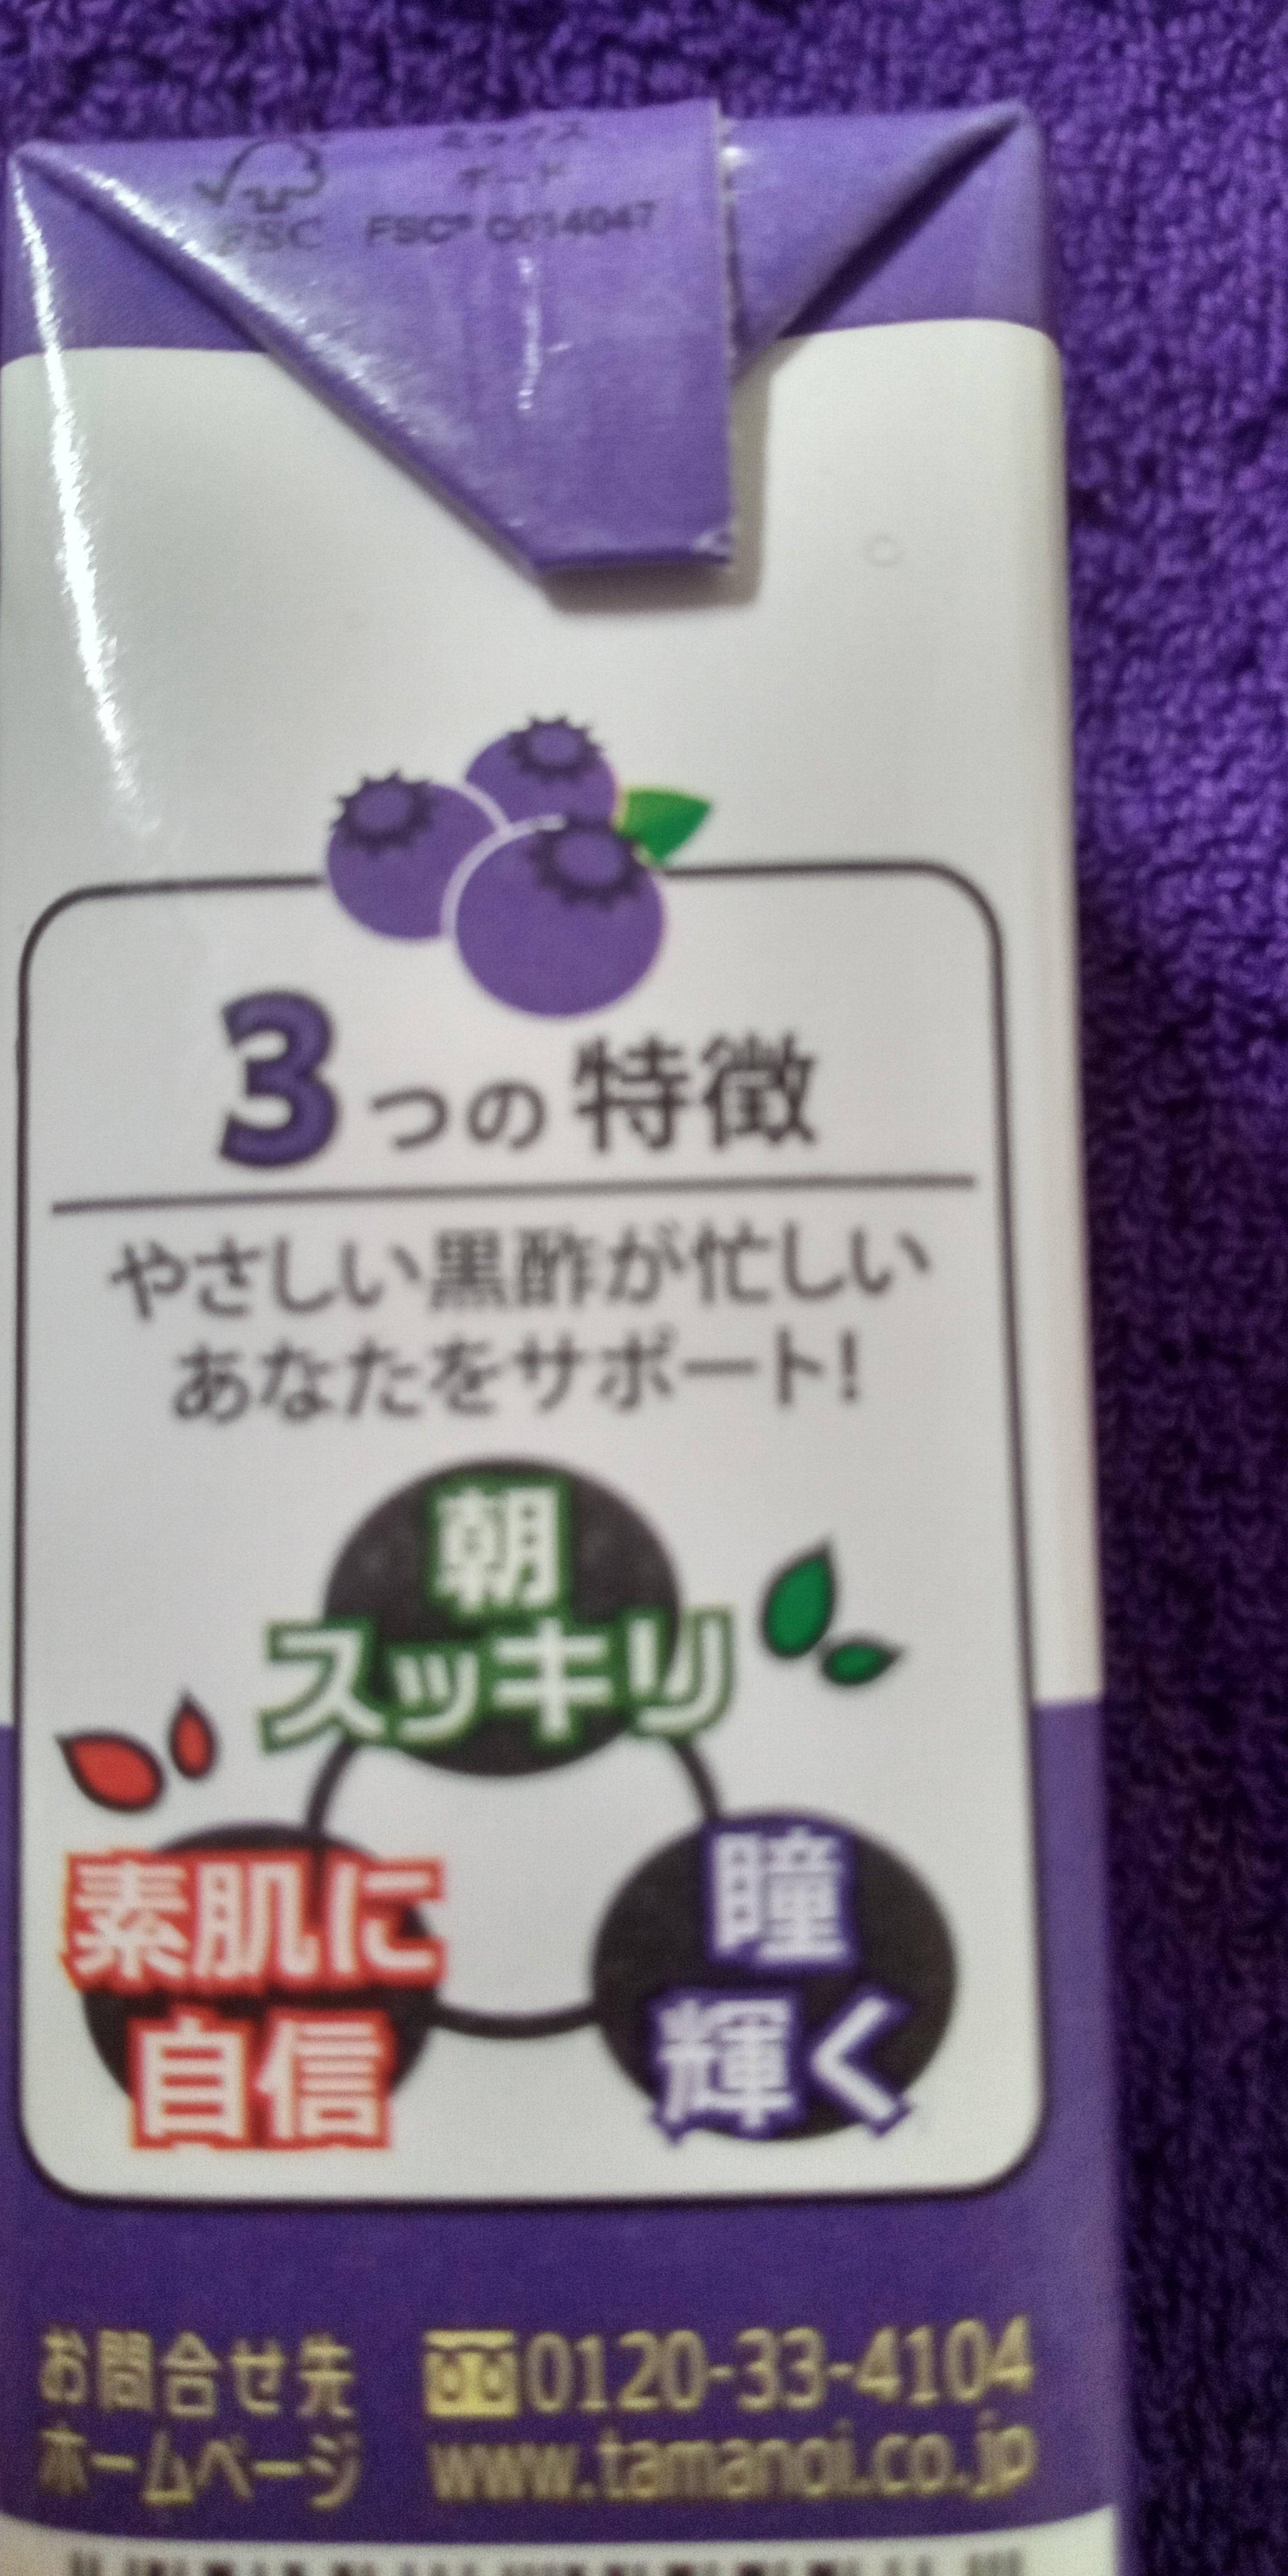 ミックス
ボード
FSC
FSC® C014047
3つの特徴
やさしい黒酢が忙しい
あなたをサポート!
朝
スッキリ
素肌に
自信
瞳
輝く
お問合せ先 0120-33-4104
ホームページ www.tamanoi.co.jp